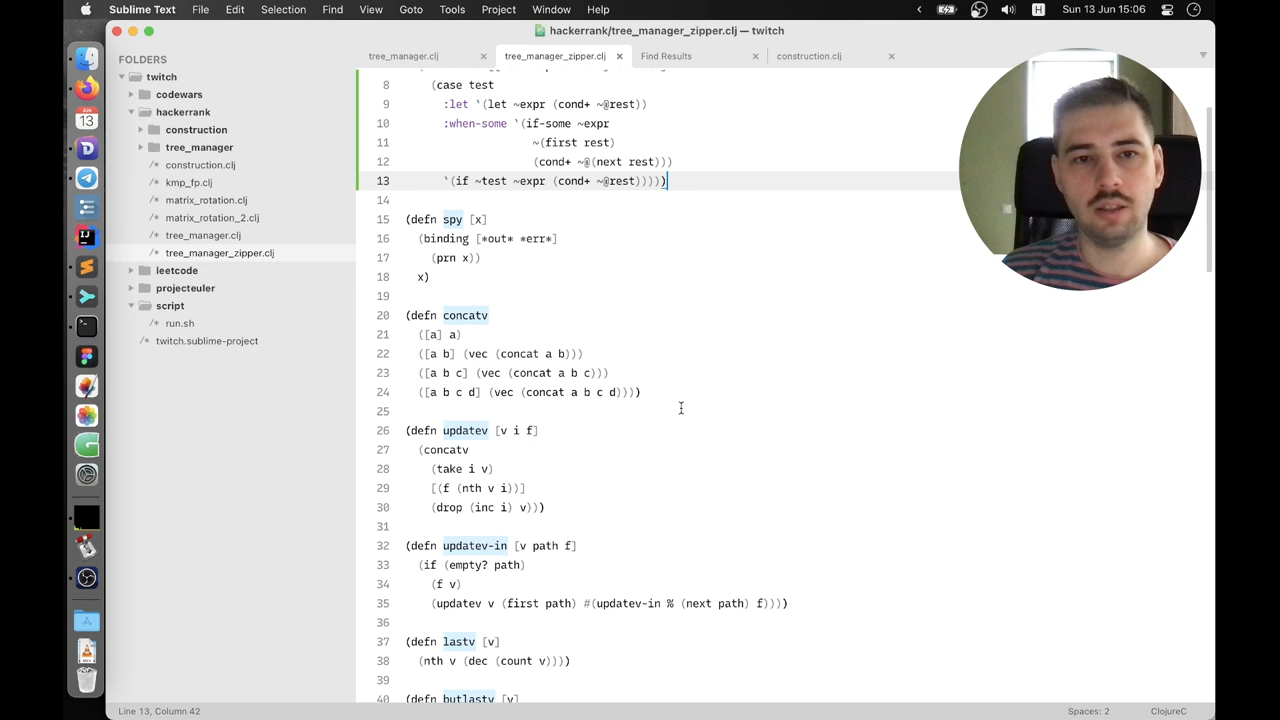 Sublime Text File Edit Selection Find View Goto Tools Project Window Help H Sun 13 Jun 15:06
hackerrank/tree_manager_zipper.clj — twitch
FOLDERS
twitch
codewars
hackerrank
construction
tree_manager
construction.clj
kmp_fp.clj
matrix_rotation.clj
matrix_rotation_2.clj
tree_manager.clj
tree_manager_zipper.clj
leetcode
projecteuler
script
run.sh
twitch.sublime-project
JUN
13
tree_manager.clj × tree_manager_zipper.clj × Find Results × construction.clj ×
8 (case test
9 :let `(let ~expr (cond+ ~@rest))
10 :when-some `(if-some ~expr
11 ~(first rest)
12 (cond+ ~@(next rest)))
13 `(if ~test ~expr (cond+ ~@rest)))))
14
15 (defn spy [x]
16 (binding [*out* *err*]
17 (prn x))
18 x)
19
20 (defn concatv
21 ([a] a)
22 ([a b] (vec (concat a b)))
23 ([a b c] (vec (concat a b c)))
24 ([a b c d] (vec (concat a b c d))))
25
26 (defn updatev [v i f]
27 (concatv
28 (take i v)
29 [(f (nth v i))]
30 (drop (inc i) v)))
31
32 (defn updatev-in [v path f]
33 (if (empty? path)
34 (f v)
35 (updatev v (first path) #(updatev-in % (next path) f))))
36
37 (defn lastv [v]
38 (nth v (dec (count v))))
39
40 (defn butlastv [v]
Line 13, Column 42 Spaces: 2 ClojureC